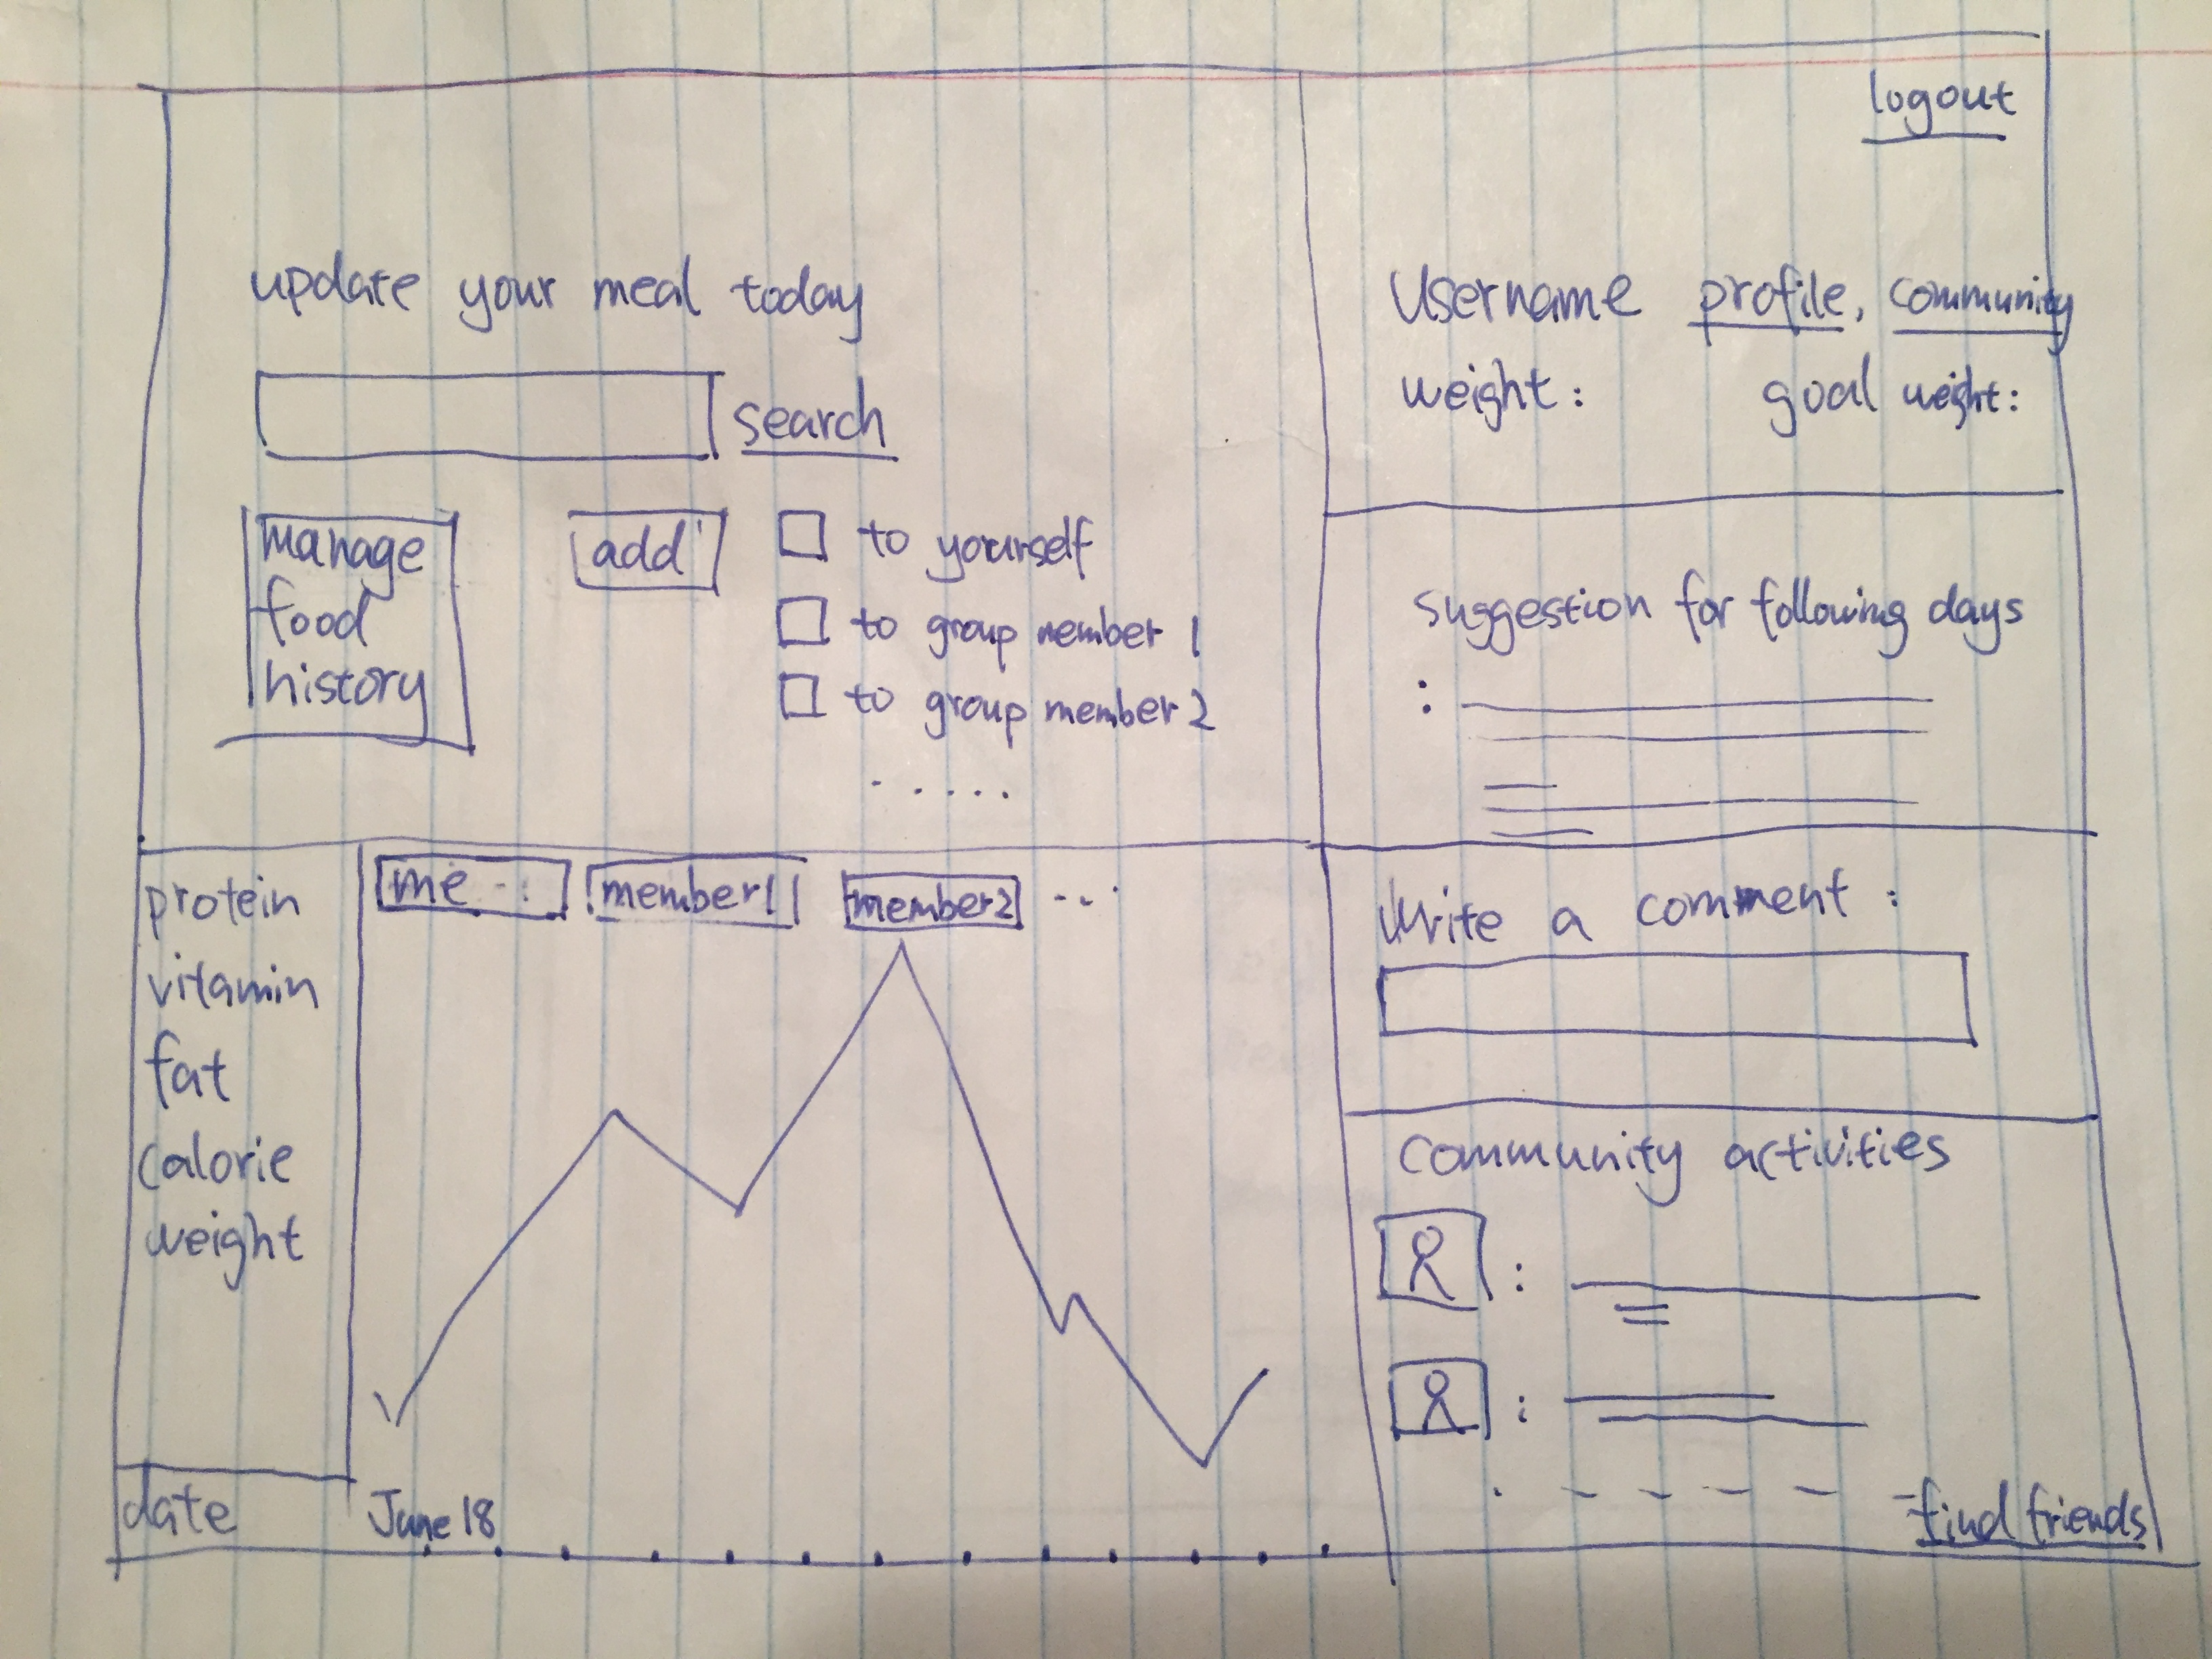 update your meal today
search
manage
food
history
add
to yourself
to group member 1
to group member 2
.....
protein
vitamin
fat
calorie
weight
date
me
member1
member2
June 18
logout
Username profile, community
weight: goal weight:
suggestion for following days
:
Write a comment :
Community activities
:
:
find friends